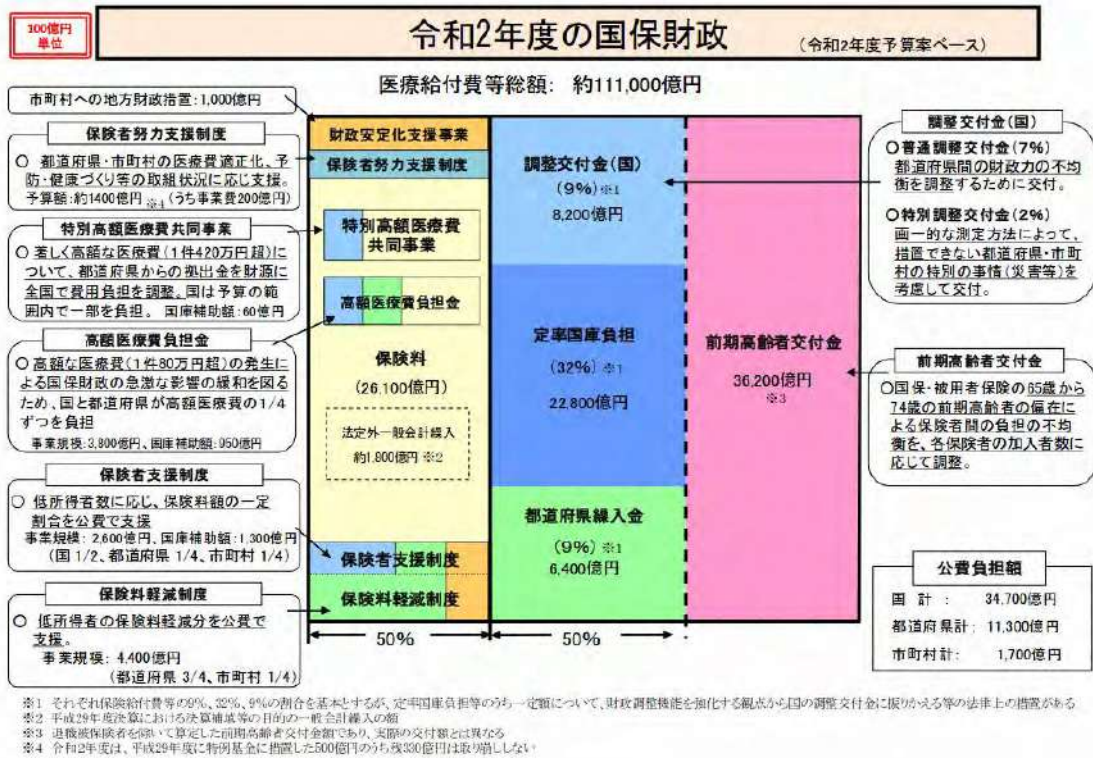 100億円
単位
令和2年度の国保財政
(令和2年度予算案ベース)
医療給付費等総額: 約111,000億円
市町村への地方財政措置:1,000億円
保険者努力支援制度
○ 都道府県・市町村の医療費適正化、予
防・健康づくり等の取組状況に応じ支援。
予算額:約1400億円 ※4 (うち事業費200億円)
特別高額医療費共同事業
○ 著しく高額な医療費(1件420万円超)に
ついて、都道府県からの拠出金を財源に
全国で費用負担を調整。国は予算の範
囲内で一部を負担。 国庫補助額:60億円
高額医療費負担金
○ 高額な医療費(1件80万円超)の発生に
よる国保財政の急激な影響の緩和を図る
ため、国と都道府県が高額医療費の1/4
ずつを負担
事業規模:3,800億円、国庫補助額:950億円
保険者支援制度
○ 低所得者数に応じ、保険料額の一定
割合を公費で支援
事業規模:2,600億円、国庫補助額:1,300億円
(国 1/2、都道府県 1/4、市町村 1/4)
保険料軽減制度
○ 低所得者の保険料軽減分を公費で
支援。
事業規模:4,400億円
(都道府県 3/4、市町村 1/4)
財政安定化支援事業
保険者努力支援制度
特別高額医療費
共同事業
高額医療費負担金
保険料
(26,100億円)
法定外一般会計繰入
約1,800億円 ※2
保険者支援制度
保険料軽減制度
50%
調整交付金(国)
(9%) ※1
8,200億円
定率国庫負担
(32%) ※1
22,800億円
都道府県繰入金
(9%) ※1
6,400億円
50%
前期高齢者交付金
36,200億円
※3
調整交付金(国)
○普通調整交付金(7%)
都道府県間の財政力の不均
衡を調整するために交付。
○特別調整交付金(2%)
画一的な測定方法によって、
措置できない都道府県・市町
村の特別の事情(災害等)を
考慮して交付。
前期高齢者交付金
○国保・被用者保険の65歳から
74歳の前期高齢者の偏在に
よる保険者間の負担の不均
衡を、各保険者の加入者数に
応じて調整。
公費負担額
国 計: 34,700億円
都道府県計: 11,300億円
市町村計: 1,700億円
※1 それぞれ保険給付費等の9%、32%、9%の割合を基本とするが、定率国庫負担等のうち一定額について、財政調整機能を強化する観点から国の調整交付金に振りかえる等の法律上の措置がある
※2 平成29年度決算における決算補填等の目的の一般会計繰入の額
※3 退職被保険者を除いて算定した前期高齢者交付金額であり、実際の交付額とは異なる
※4 令和2年度は、平成29年度に特例基金に措置した500億円のうち残330億円は取り崩ししない